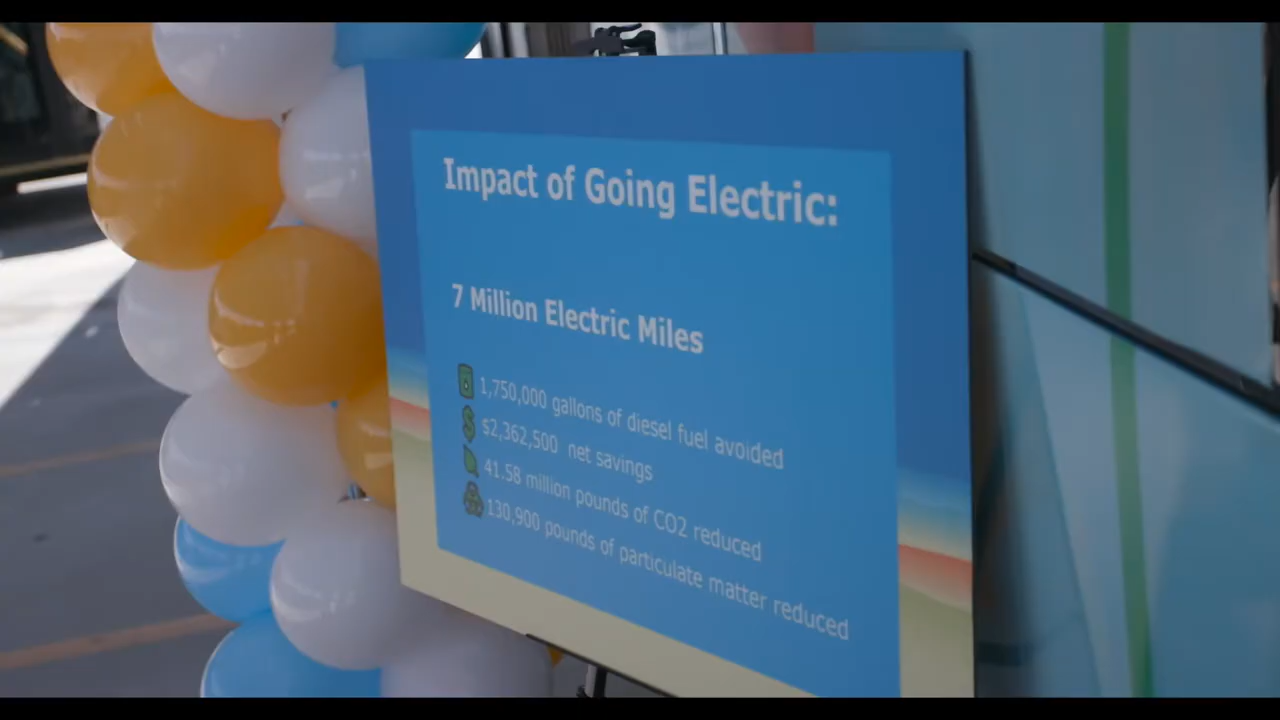 Impact of Going Electric:
7 Million Electric Miles
1,750,000 gallons of diesel fuel avoided
$2,362,500 net savings
41.58 million pounds of CO2 reduced
130,900 pounds of particulate matter reduced